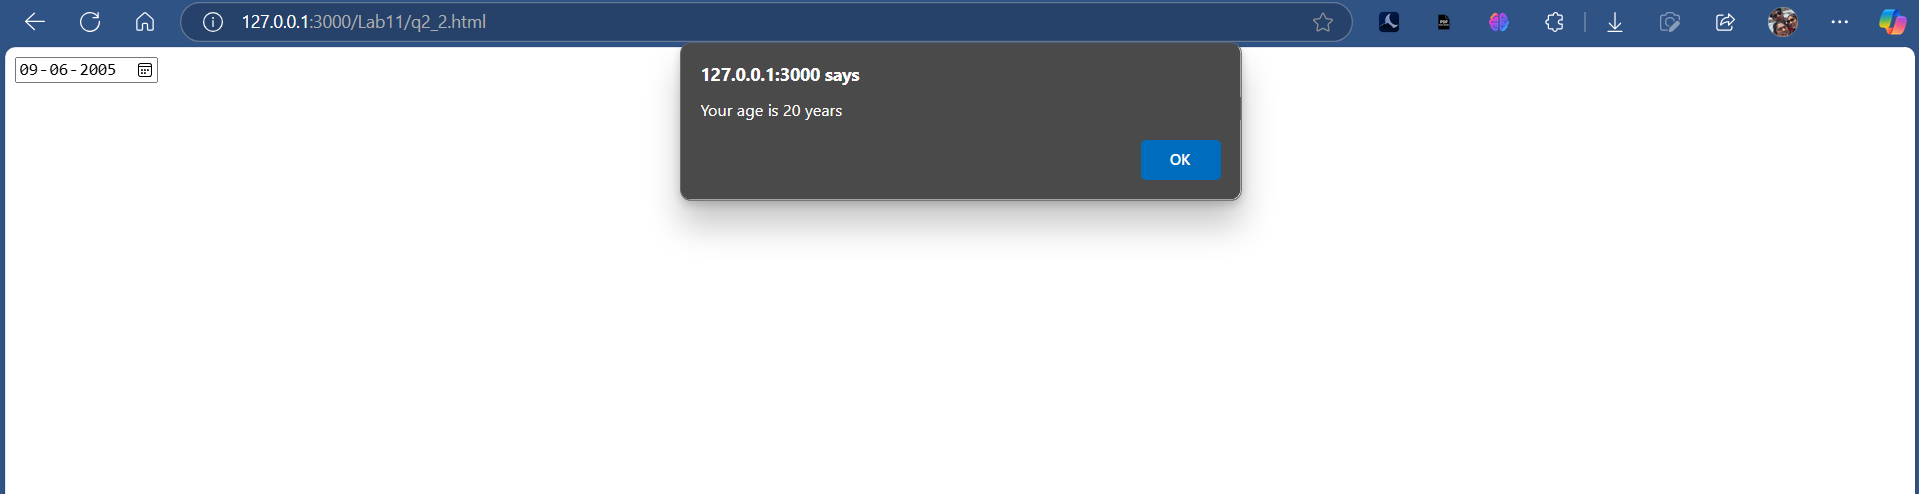 127.0.0.1:3000/Lab11/q2_2.html
09-06-2005
127.0.0.1:3000 says
Your age is 20 years
OK